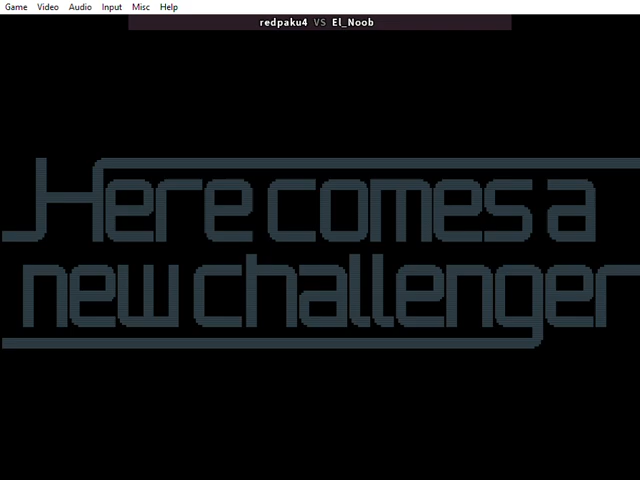 Game Video Audio Input Misc Help
redpaku4 VS El_Noob
Here comes a
new challenger